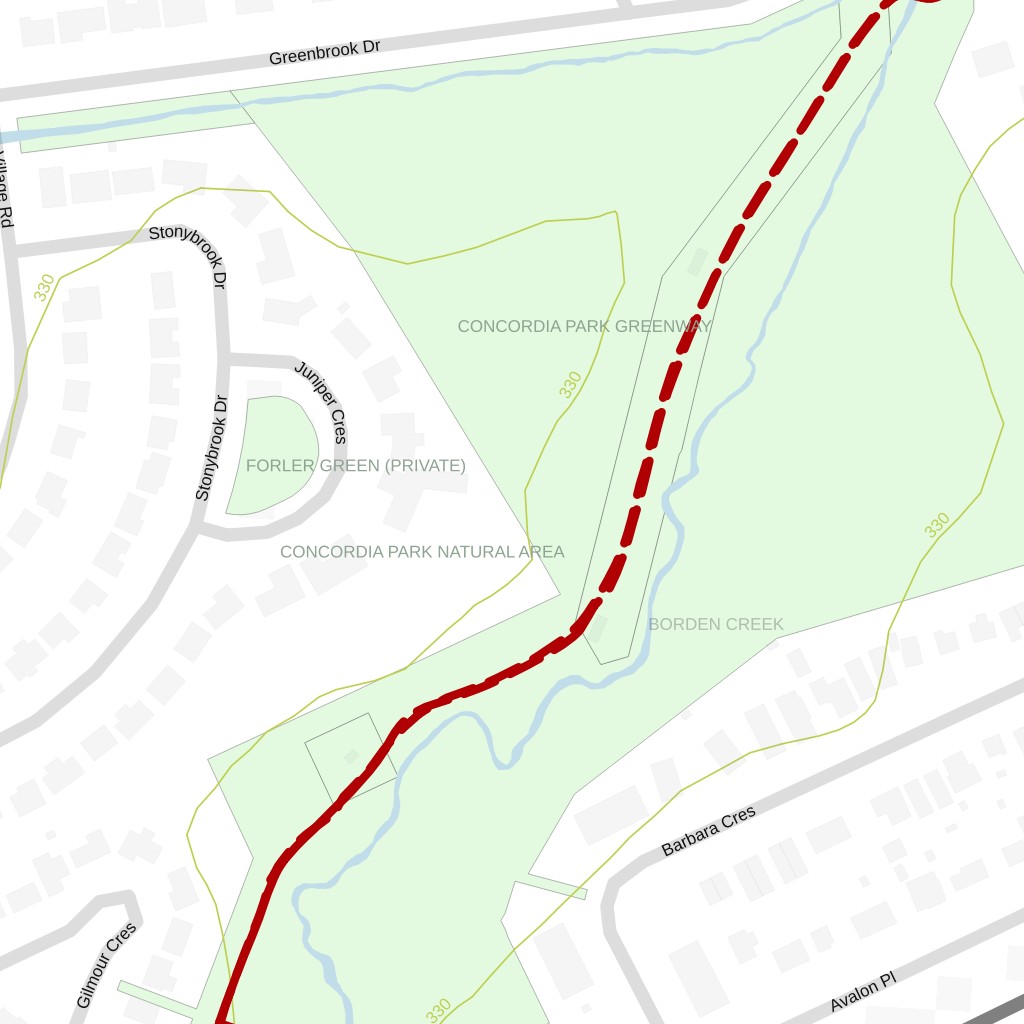 Greenbrook Dr
Village Rd
Stonybrook Dr
330
CONCORDIA PARK GREENWAY
Juniper Cres
330
Stonybrook Dr
FORLER GREEN (PRIVATE)
330
CONCORDIA PARK NATURAL AREA
BORDEN CREEK
Barbara Cres
Gilmour Cres
Avalon Pl
330